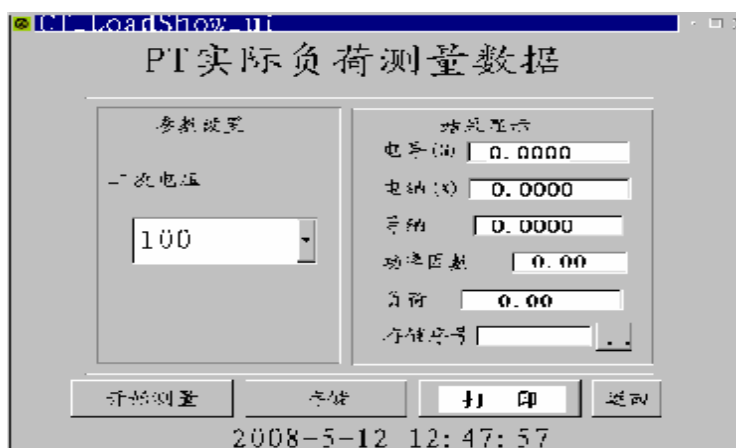 CT_LoadShow_ui
PT实际负荷测量数据
参数设置
二次电压
100
结果显示
电导(G) 0.0000
电纳(X) 0.0000
导纳 0.0000
功率因数 0.00
负荷 0.00
存储序号 ..
开始测量 存储 打 印 返回
2008-5-12 12:47:57